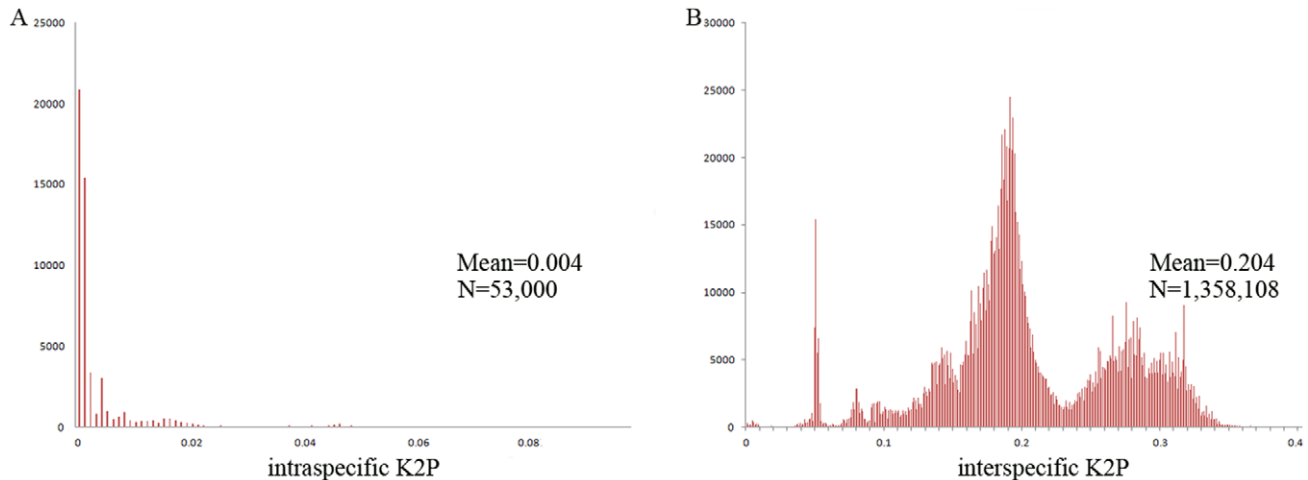 A
25000
20000
15000
10000
5000
0
0 0.02 0.04 0.06 0.08
Mean=0.004
N=53,000
intraspecific K2P
B
30000
25000
20000
15000
10000
5000
0
0 0.1 0.2 0.3 0.4
Mean=0.204
N=1,358,108
interspecific K2P